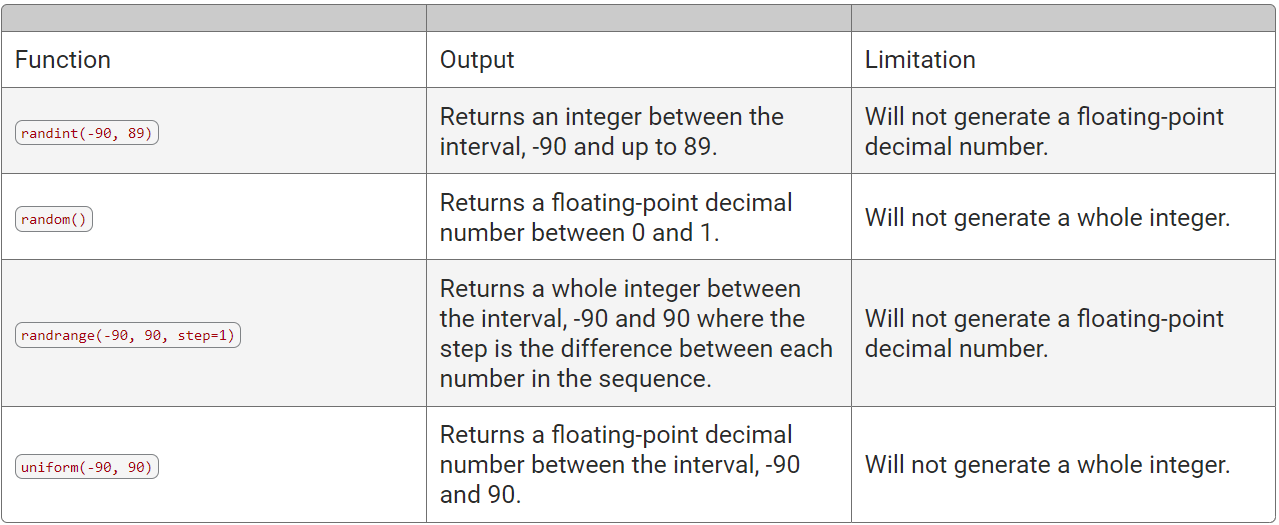 Function Output Limitation
randint(-90, 89)
Returns an integer between the
interval, -90 and up to 89.
Will not generate a floating-point
decimal number.
random()
Returns a floating-point decimal
number between 0 and 1.
Will not generate a whole integer.
randrange(-90, 90, step=1)
Returns a whole integer between
the interval, -90 and 90 where the
step is the difference between each
number in the sequence.
Will not generate a floating-point
decimal number.
uniform(-90, 90)
Returns a floating-point decimal
number between the interval, -90
and 90.
Will not generate a whole integer.